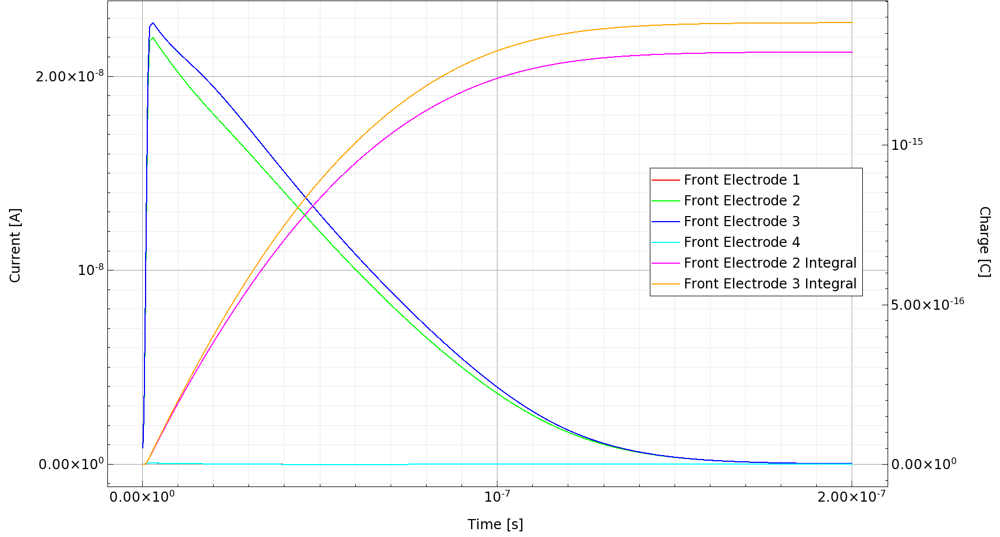 2.00×10⁻⁸
10⁻⁸
0.00×10⁰
Current [A]
10⁻¹⁵
5.00×10⁻¹⁶
0.00×10⁰
Charge [C]
Front Electrode 1
Front Electrode 2
Front Electrode 3
Front Electrode 4
Front Electrode 2 Integral
Front Electrode 3 Integral
0.00×10⁰ 10⁻⁷ 2.00×10⁻⁷
Time [s]